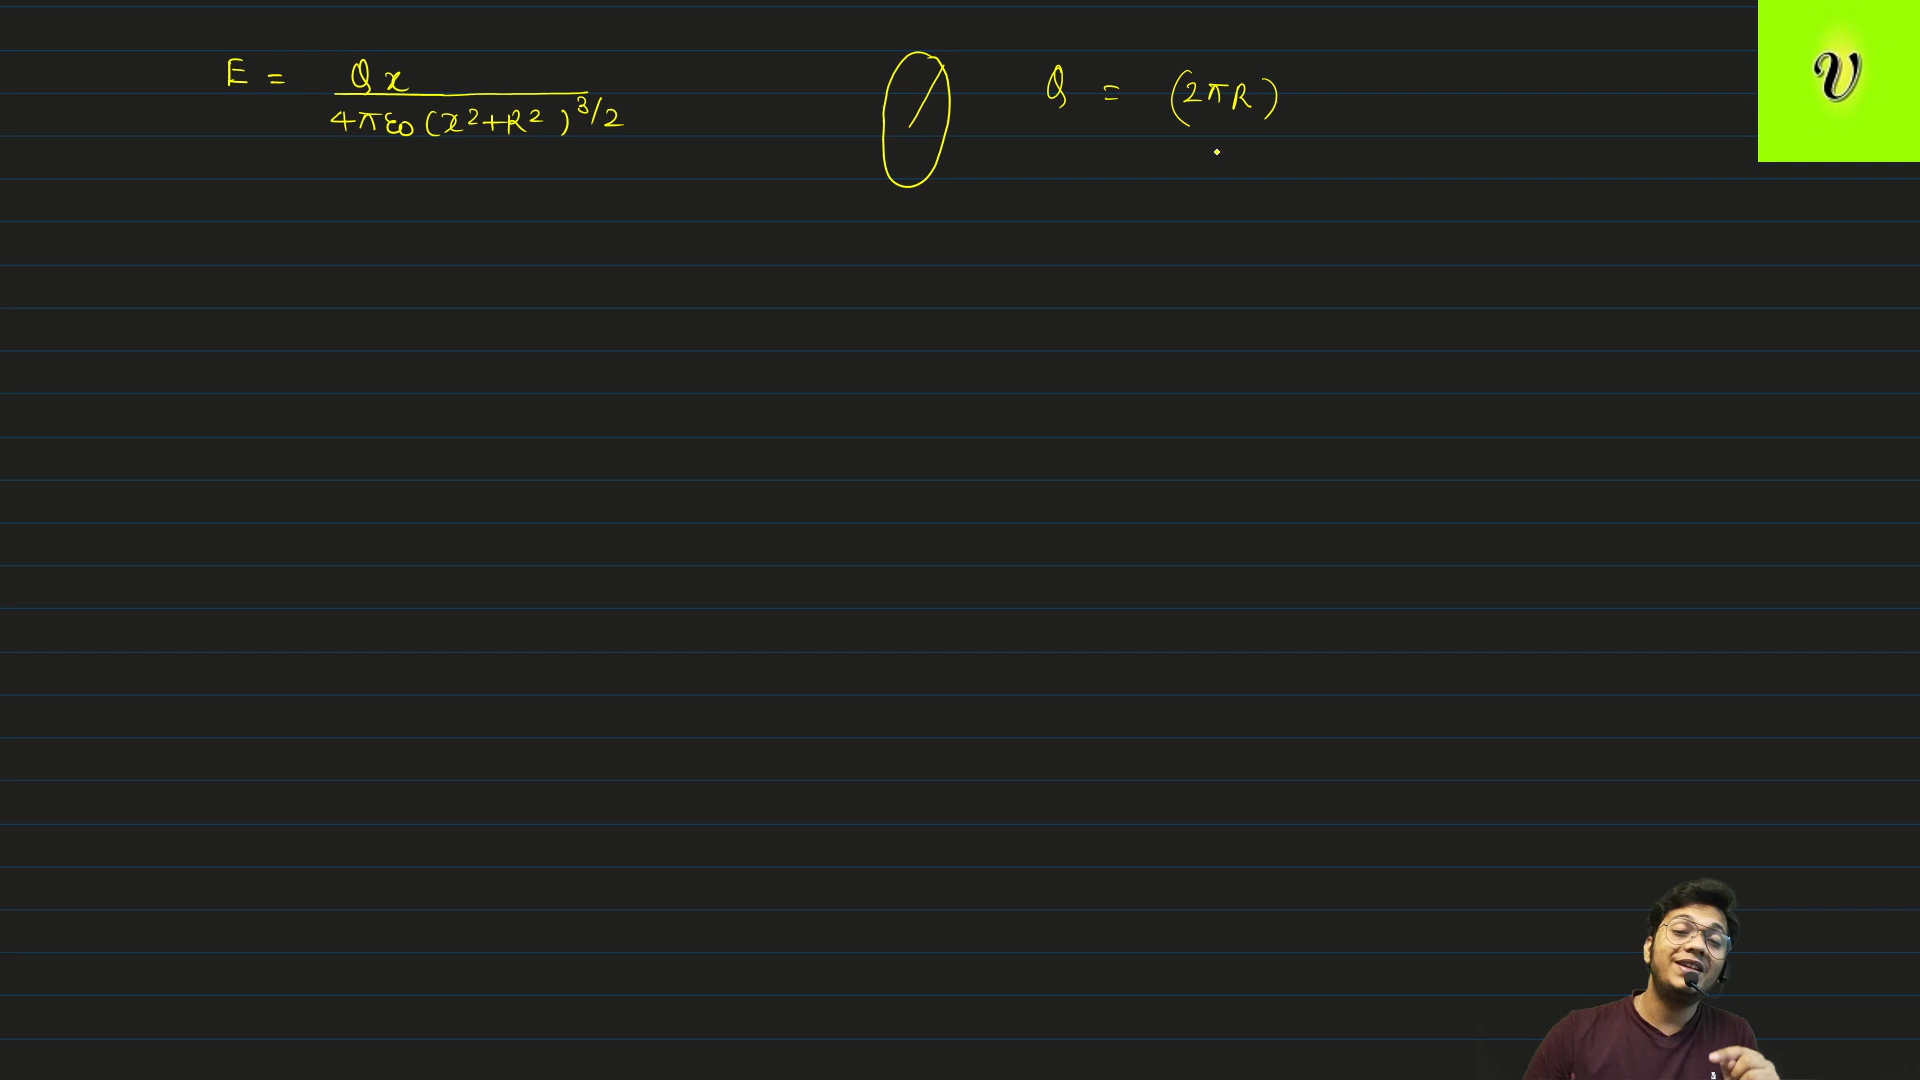 E = Qx
4πε0 (x²+R²)^3/2
Q = (2πR)
υ